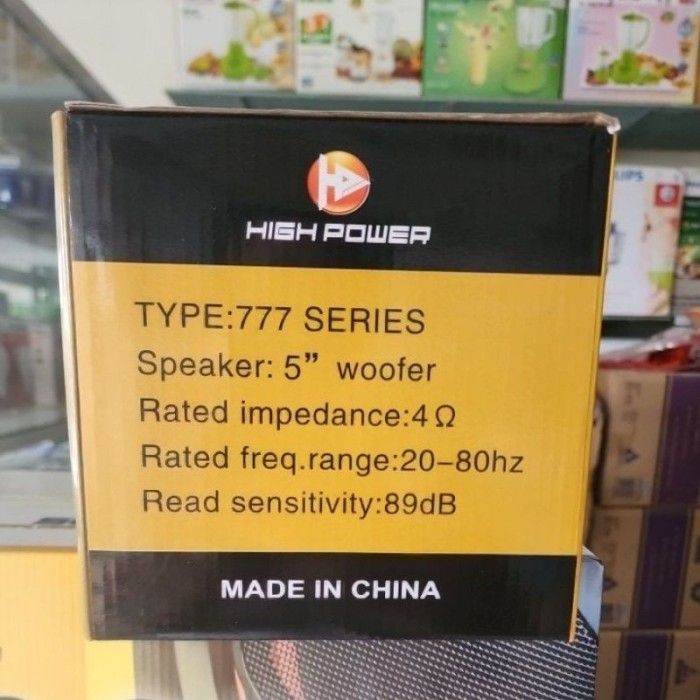 HIGH POWER
TYPE:777 SERIES
Speaker: 5” woofer
Rated impedance:4Ω
Rated freq.range:20-80hz
Read sensitivity:89dB
MADE IN CHINA